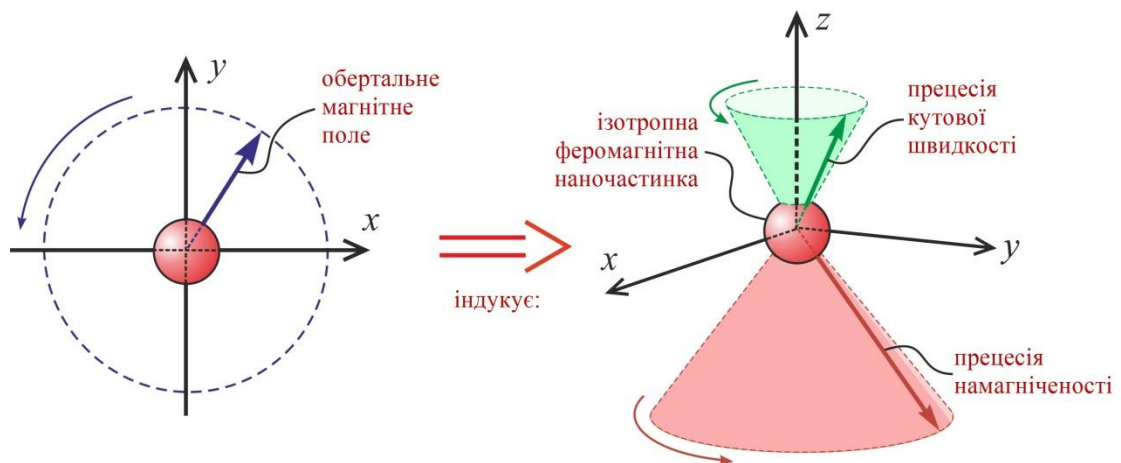 y
обертальне
магнітне
поле
x
індукує:
z
прецесія
кутової
швидкості
ізотропна
феромагнітна
наночастинка
x
y
прецесія
намагніченості